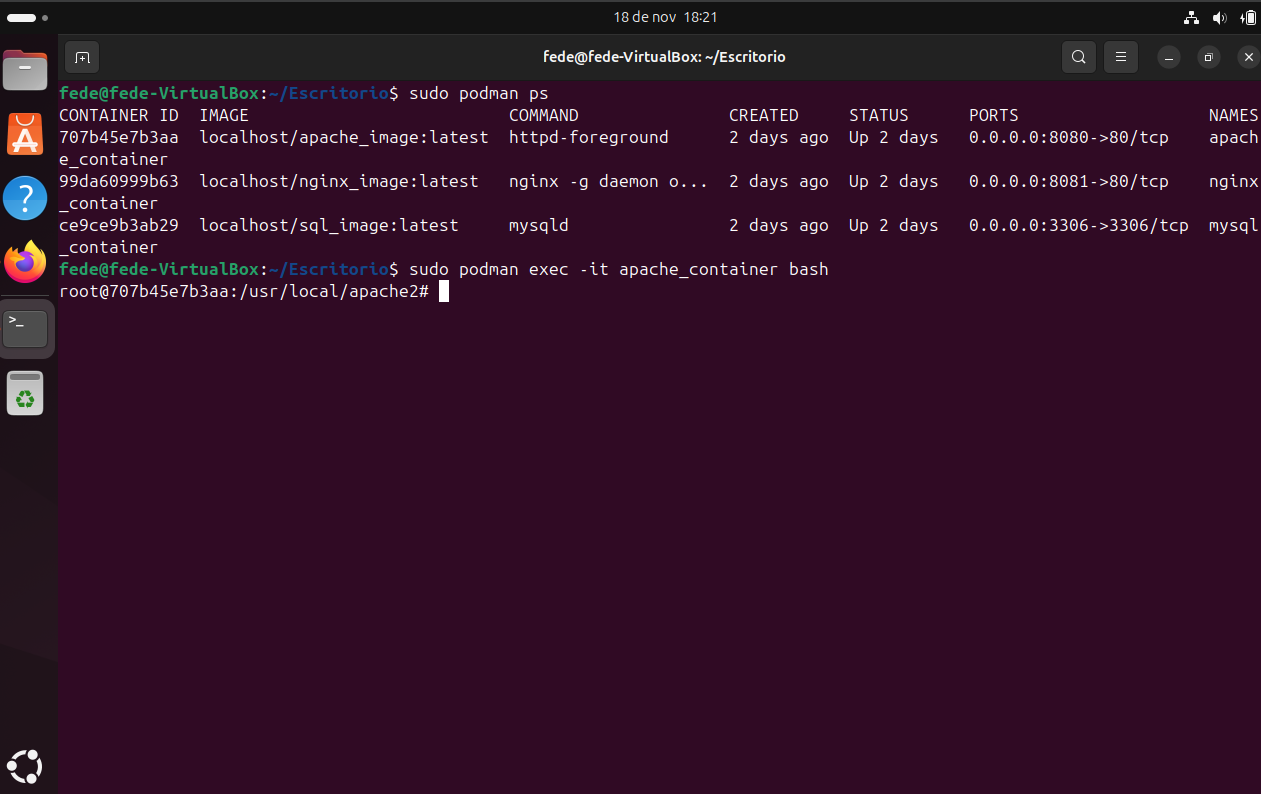 18 de nov 18:21
fede@fede-VirtualBox: ~/Escritorio
fede@fede-VirtualBox:~/Escritorio$ sudo podman ps
CONTAINER ID  IMAGE                          COMMAND               CREATED     STATUS      PORTS                   NAMES
707b45e7b3aa  localhost/apache_image:latest  httpd-foreground      2 days ago  Up 2 days   0.0.0.0:8080->80/tcp    apach
e_container
99da60999b63  localhost/nginx_image:latest   nginx -g daemon o...  2 days ago  Up 2 days   0.0.0.0:8081->80/tcp    nginx
_container
ce9ce9b3ab29  localhost/sql_image:latest     mysqld                2 days ago  Up 2 days   0.0.0.0:3306->3306/tcp  mysql
_container
fede@fede-VirtualBox:~/Escritorio$ sudo podman exec -it apache_container bash
root@707b45e7b3aa:/usr/local/apache2#